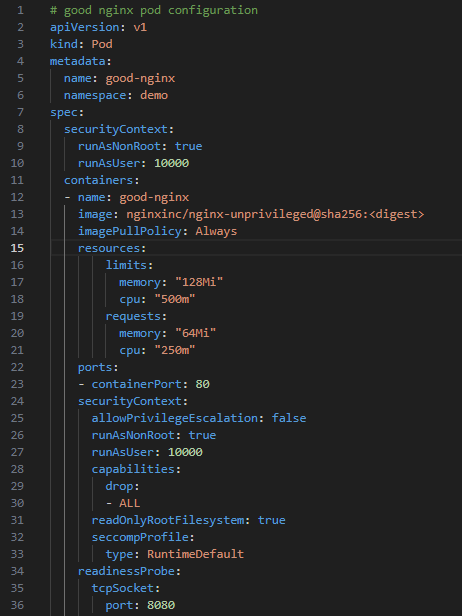 1 # good nginx pod configuration
2 apiVersion: v1
3 kind: Pod
4 metadata:
5   name: good-nginx
6   namespace: demo
7 spec:
8   securityContext:
9     runAsNonRoot: true
10     runAsUser: 10000
11   containers:
12   - name: good-nginx
13     image: nginxinc/nginx-unprivileged@sha256:<digest>
14     imagePullPolicy: Always
15     resources:
16         limits:
17           memory: "128Mi"
18           cpu: "500m"
19         requests:
20           memory: "64Mi"
21           cpu: "250m"
22     ports:
23     - containerPort: 80
24     securityContext:
25       allowPrivilegeEscalation: false
26       runAsNonRoot: true
27       runAsUser: 10000
28       capabilities:
29         drop:
30         - ALL
31       readOnlyRootFilesystem: true
32       seccompProfile:
33         type: RuntimeDefault
34     readinessProbe:
35       tcpSocket:
36         port: 8080